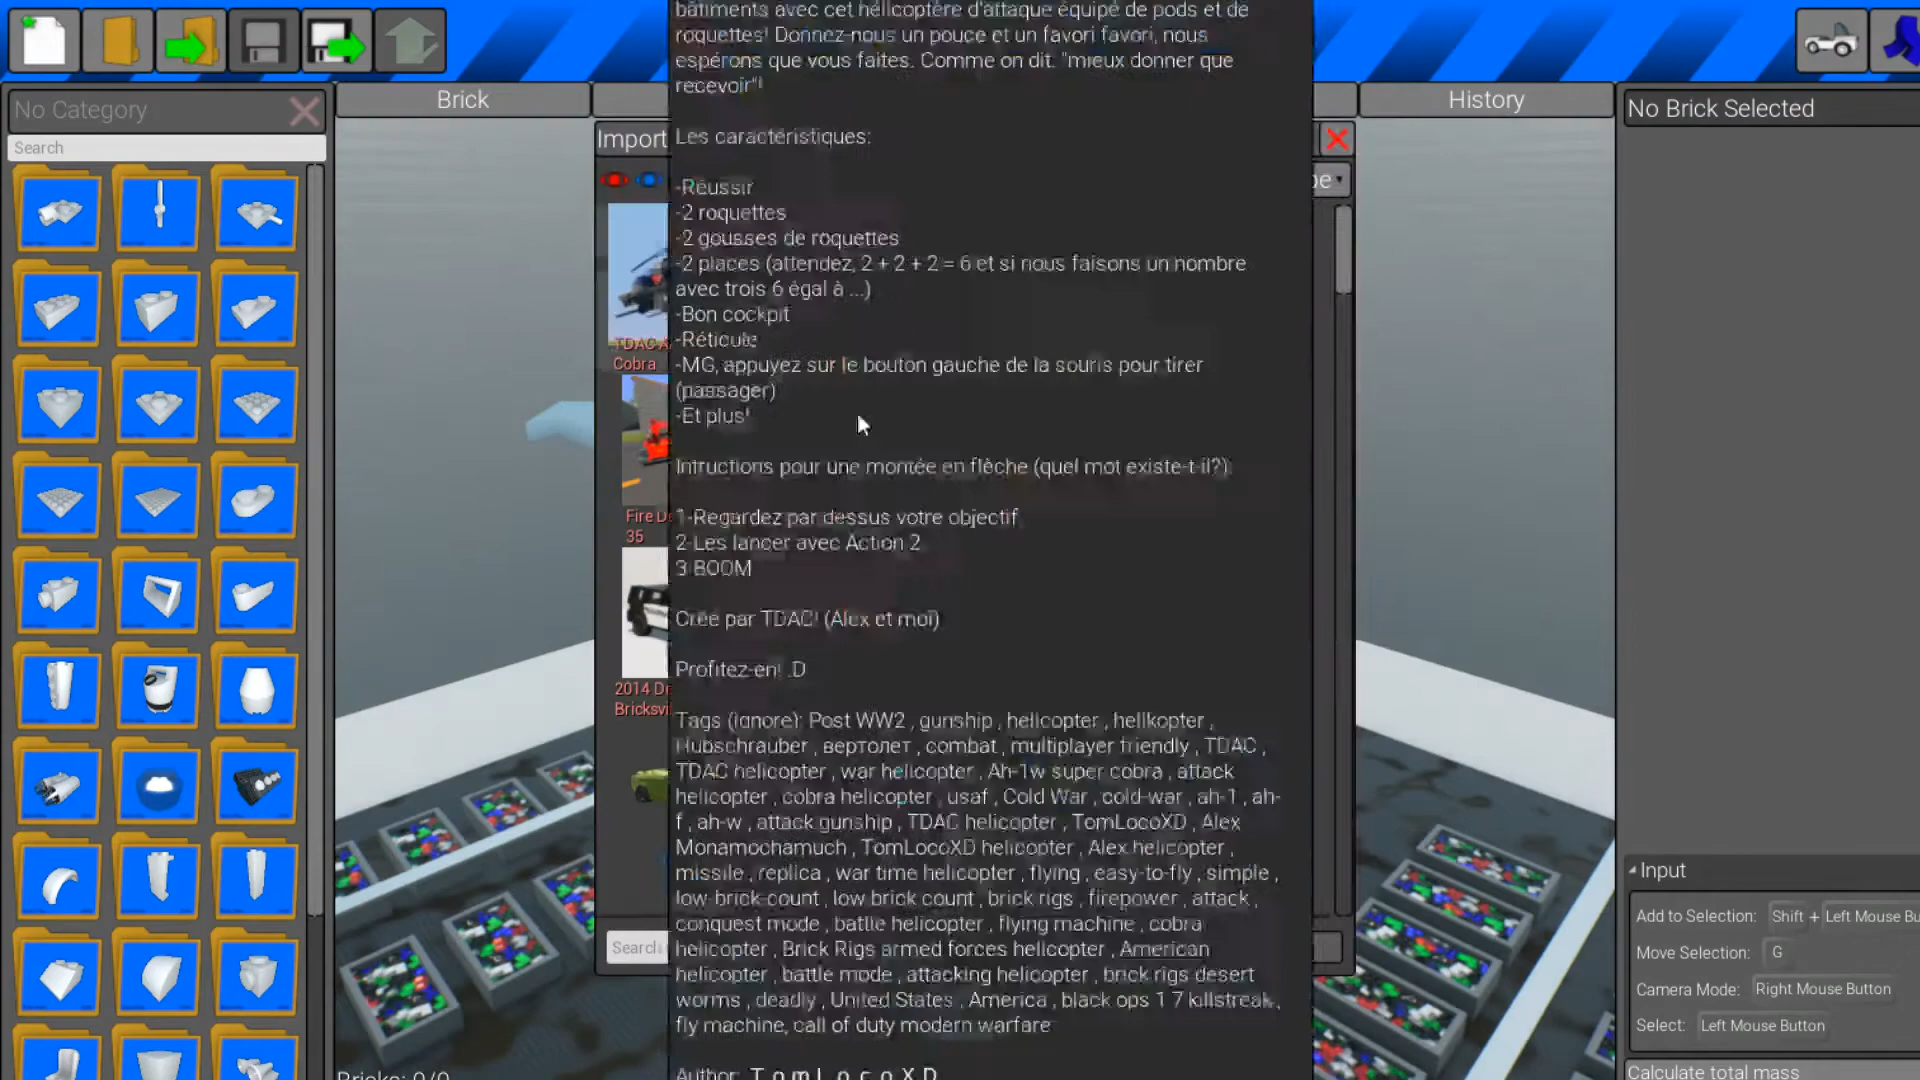 bâtiments avec cet hélicoptère d'attaque équipé de pods et de
roquettes! Donnez-nous un pouce et un favori favori, nous
espérons que vous faites. Comme on dit. "mieux donner que
recevoir"!
No Category
Search
Brick
History
No Brick Selected
Import
Les caractéristiques:
-Réussir
-2 roquettes
-2 gousses de roquettes
-2 places (attendez, 2 + 2 + 2 = 6 et si nous faisons un nombre
avec trois 6 égal à ...)
-Bon cockpit
-Réticule
-MG, appuyez sur le bouton gauche de la souris pour tirer
(passager)
-Et plus!
TDAC A
Cobra
Intructions pour une montée en flèche (quel mot existe-t-il?):
1-Regardez par dessus votre objectif
2-Les lancer avec Action 2
3 BOOM
Fire De
35
Créé par TDAC! (Alex et moi)
Profitez-en! :D
2014 Do
Bricksvi
Tags (ignore): Post WW2 , gunship , helicopter , hellkopter ,
Hubschrauber , вертолет , combat , multiplayer friendly , TDAC ,
TDAC helicopter , war helicopter , Ah-1w super cobra , attack
helicopter , cobra helicopter , usaf , Cold War , cold-war , ah-1 , ah-
f , ah-w , attack gunship , TDAC helicopter , TomLocoXD , Alex
Monamochamuch , TomLocoXD helicopter , Alex helicopter ,
missile , replica , war time helicopter , flying , easy-to-fly , simple ,
low-brick-count , low brick count , brick rigs , firepower , attack ,
conquest mode , battle helicopter , flying machine , cobra
helicopter , Brick Rigs armed forces helicopter , American
helicopter , battle mode , attacking helicopter , brick rigs desert
worms , deadly , United States , America , black ops 1 7 killstreak ,
fly machine, call of duty modern warfare
Author: TomLocoXD
Search
Input
Add to Selection: Shift + Left Mouse Bu
Move Selection: G
Camera Mode: Right Mouse Button
Select: Left Mouse Button
Calculate total mass
Bricks: 0/0